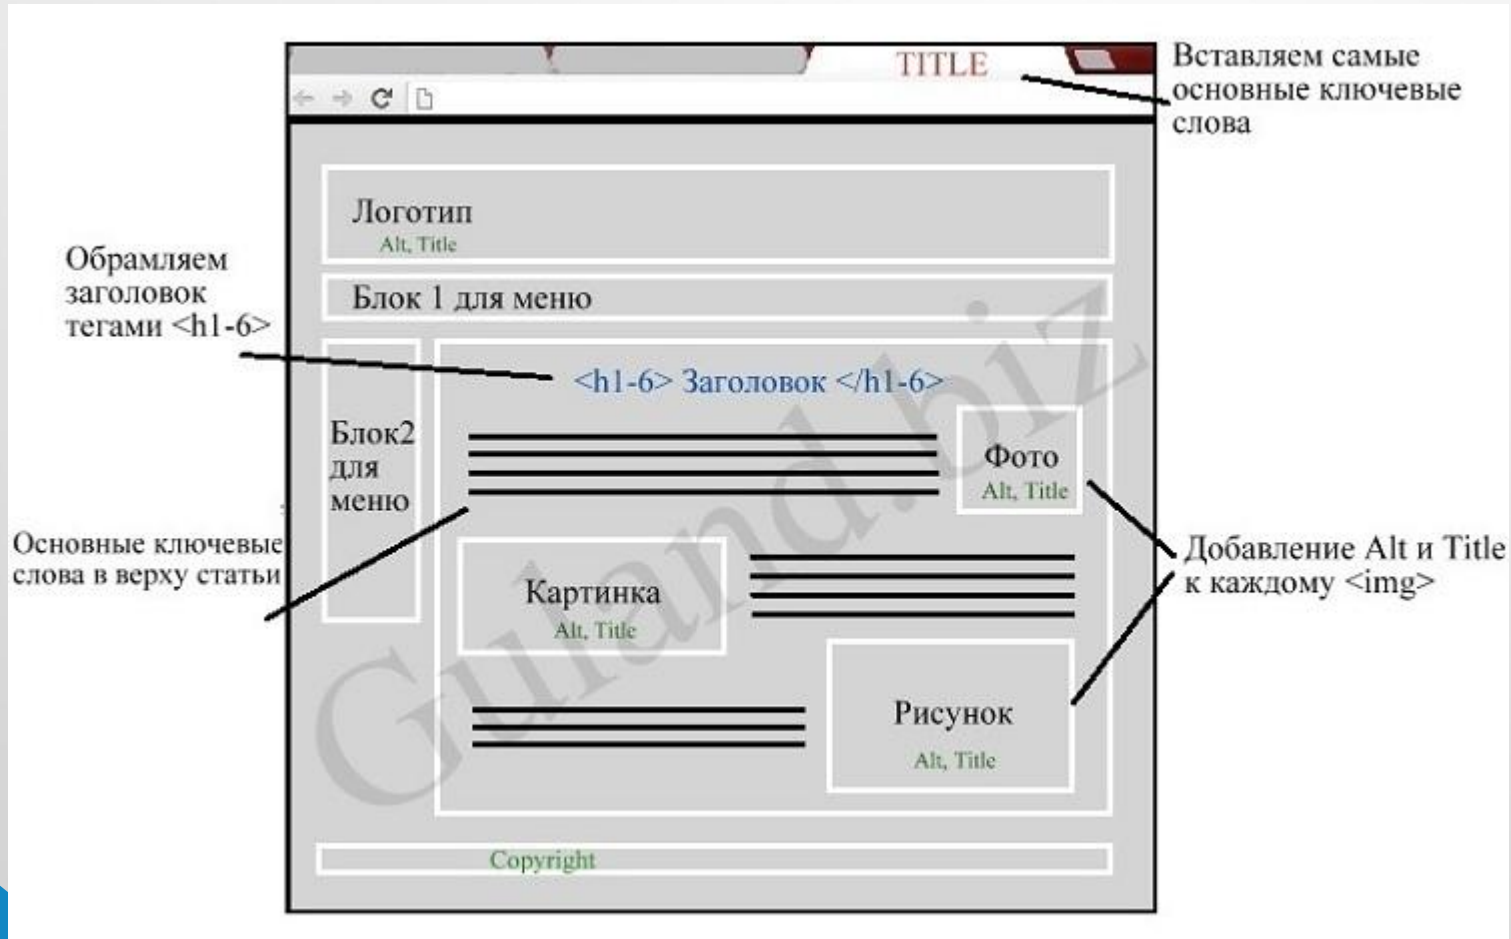 TITLE
Вставляем самые
основные ключевые
слова
Логотип
Alt, Title
Обрамляем
заголовок
тегами <h1-6>
Блок 1 для меню
<h1-6> Заголовок </h1-6>
Блок2
для
меню
Фото
Alt, Title
Основные ключевые
слова в верху статьи
Добавление Alt и Title
к каждому <img>
Картинка
Alt, Title
Рисунок
Alt, Title
Copyright
Guland.biz